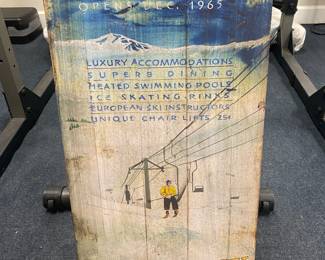 OPENS DEC. 1965
LUXURY ACCOMMODATIONS
SUPERB DINING
HEATED SWIMMING POOLS
ICE SKATING RINKS
EUROPEAN SKI INSTRUCTORS
UNIQUE CHAIR LIFTS 25¢